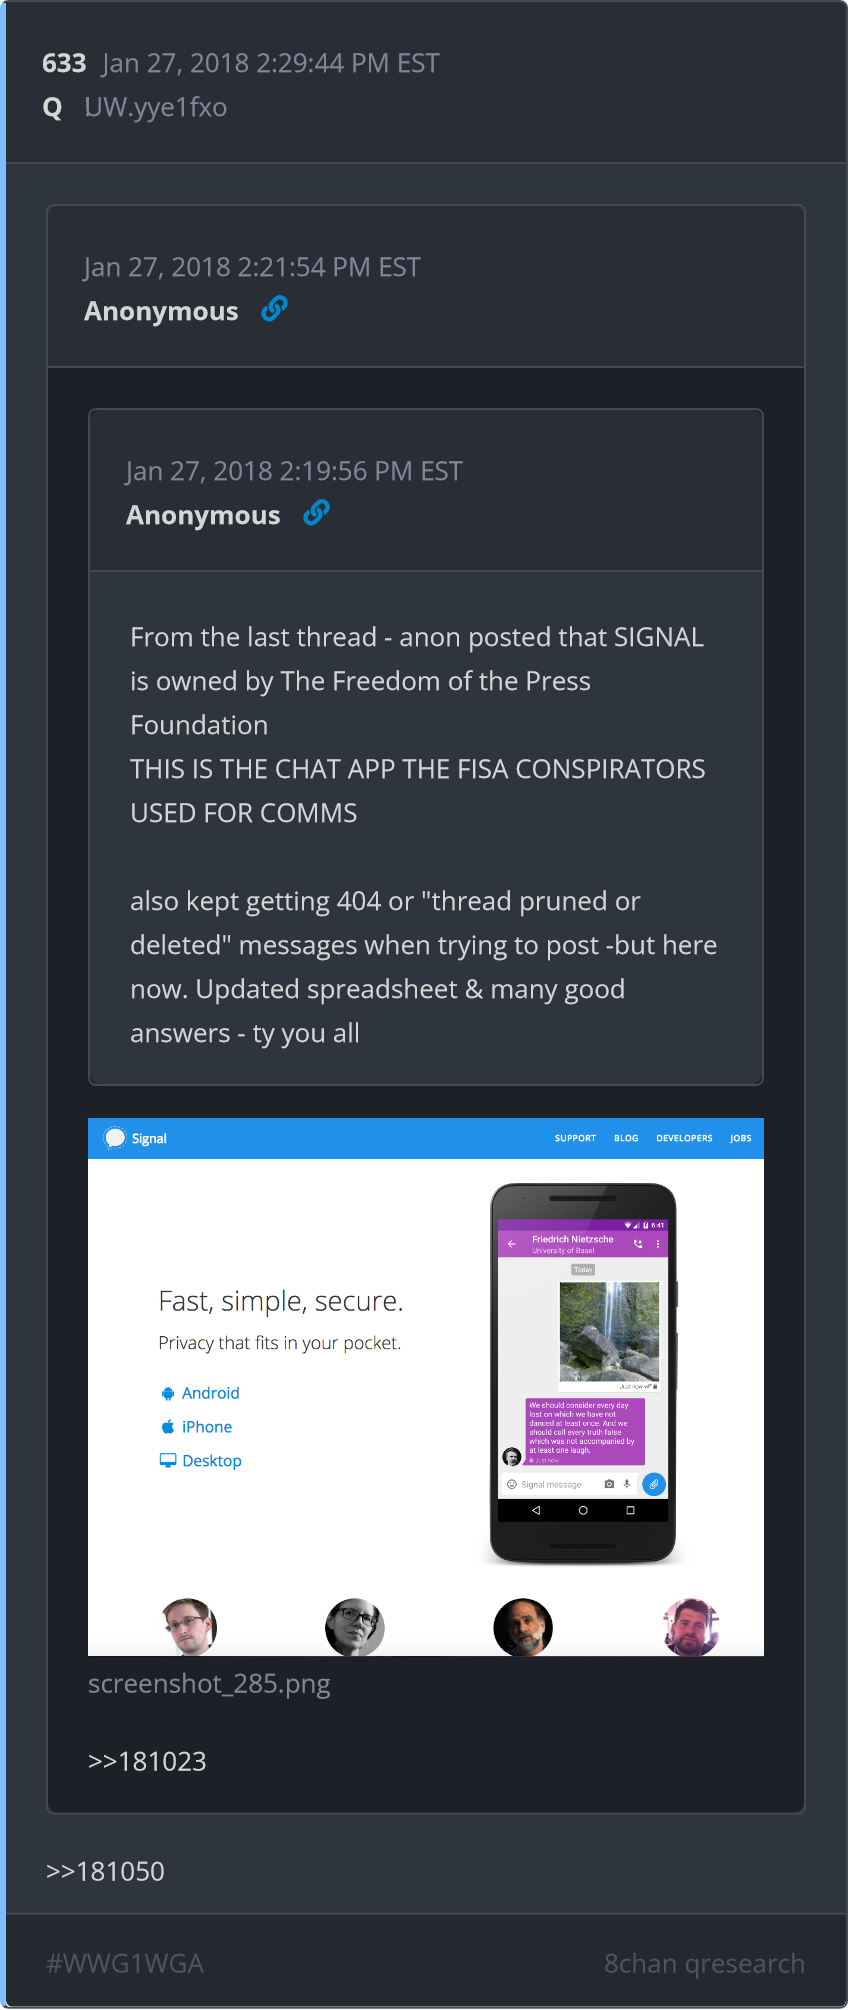 633 Jan 27, 2018 2:29:44 PM EST
Q UW.yye1fxo
Jan 27, 2018 2:21:54 PM EST
Anonymous
Jan 27, 2018 2:19:56 PM EST
Anonymous
From the last thread - anon posted that SIGNAL
is owned by The Freedom of the Press
Foundation
THIS IS THE CHAT APP THE FISA CONSPIRATORS
USED FOR COMMS
also kept getting 404 or "thread pruned or
deleted" messages when trying to post -but here
now. Updated spreadsheet & many good
answers - ty you all
Signal SUPPORT BLOG DEVELOPERS JOBS
6:41
Friedrich Nietzsche
University of Basel
Today
Just now
We should consider every day
lost on which we have not
danced at least once. And we
should call every truth false
which was not accompanied by
at least one laugh.
Just now
Signal message
Fast, simple, secure.
Privacy that fits in your pocket.
Android
iPhone
Desktop
screenshot_285.png
>>181023
>>181050
#WWG1WGA 8chan qresearch